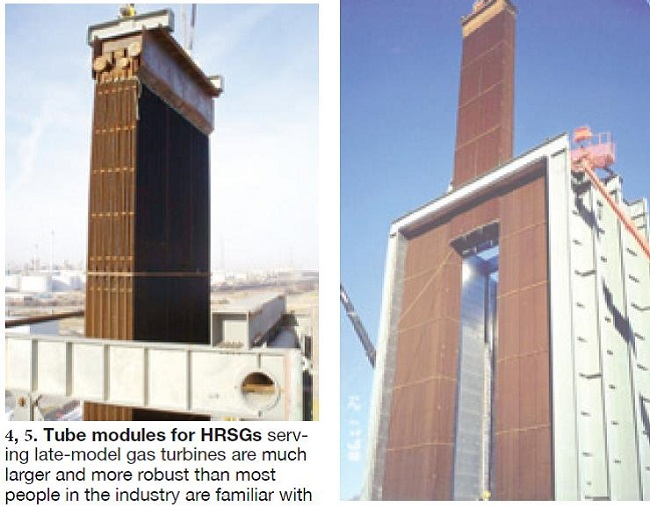 4, 5. Tube modules for HRSGs serv-
ing late-model gas turbines are much
larger and more robust than most
people in the industry are familiar with